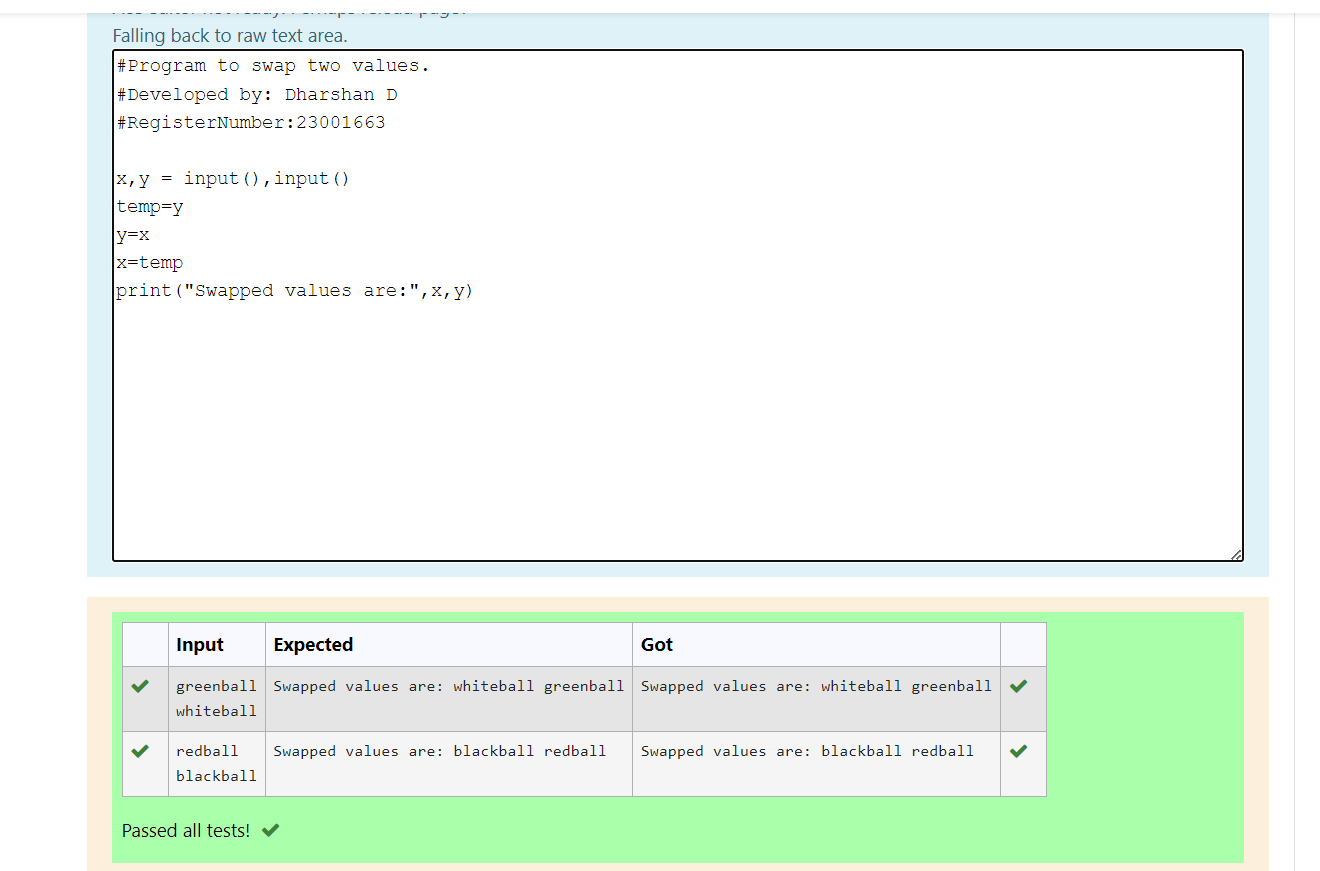 Falling back to raw text area.
#Program to swap two values.
#Developed by: Dharshan D
#RegisterNumber:23001663
x,y = input(),input()
temp=y
y=x
x=temp
print("Swapped values are:",x,y)
Input Expected Got
greenball Swapped values are: whiteball greenball Swapped values are: whiteball greenball
whiteball
redball Swapped values are: blackball redball Swapped values are: blackball redball
blackball
Passed all tests!